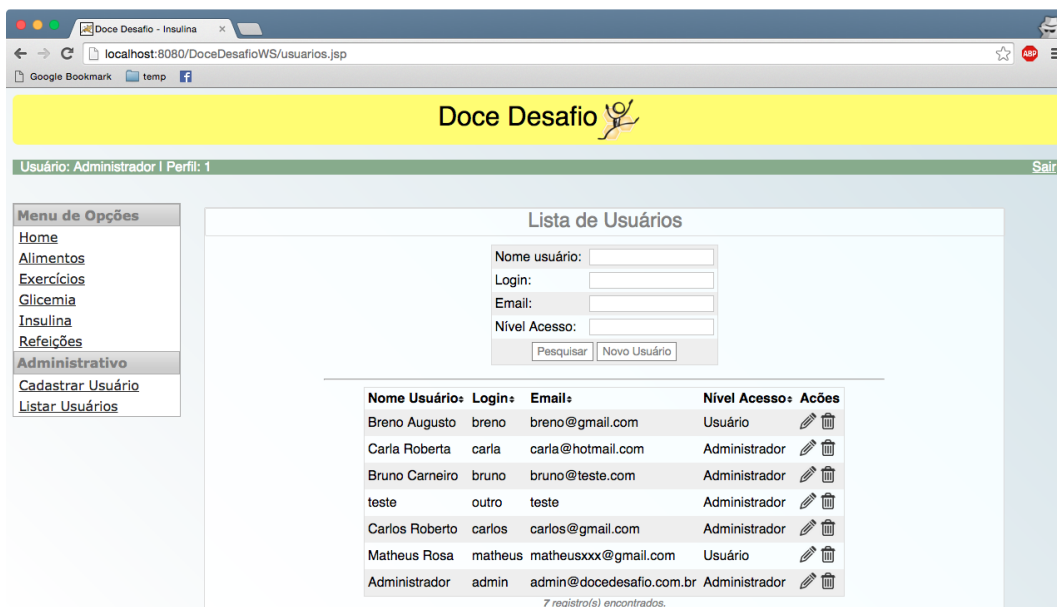 Doce Desafio - Insulina
localhost:8080/DoceDesafioWS/usuarios.jsp
ABP
Google Bookmark temp
Doce Desafio
Usuário: Administrador | Perfil: 1 Sair
Menu de Opções
Home
Alimentos
Exercícios
Glicemia
Insulina
Refeições
Administrativo
Cadastrar Usuário
Listar Usuários
Lista de Usuários
Nome usuário:
Login:
Email:
Nível Acesso:
Pesquisar Novo Usuário
Nome Usuário Login Email Nível Acesso Acões
Breno Augusto breno breno@gmail.com Usuário
Carla Roberta carla carla@hotmail.com Administrador
Bruno Carneiro bruno bruno@teste.com Administrador
teste outro teste Administrador
Carlos Roberto carlos carlos@gmail.com Administrador
Matheus Rosa matheus matheusxxx@gmail.com Usuário
Administrador admin admin@docedesafio.com.br Administrador
7 registro(s) encontrados.